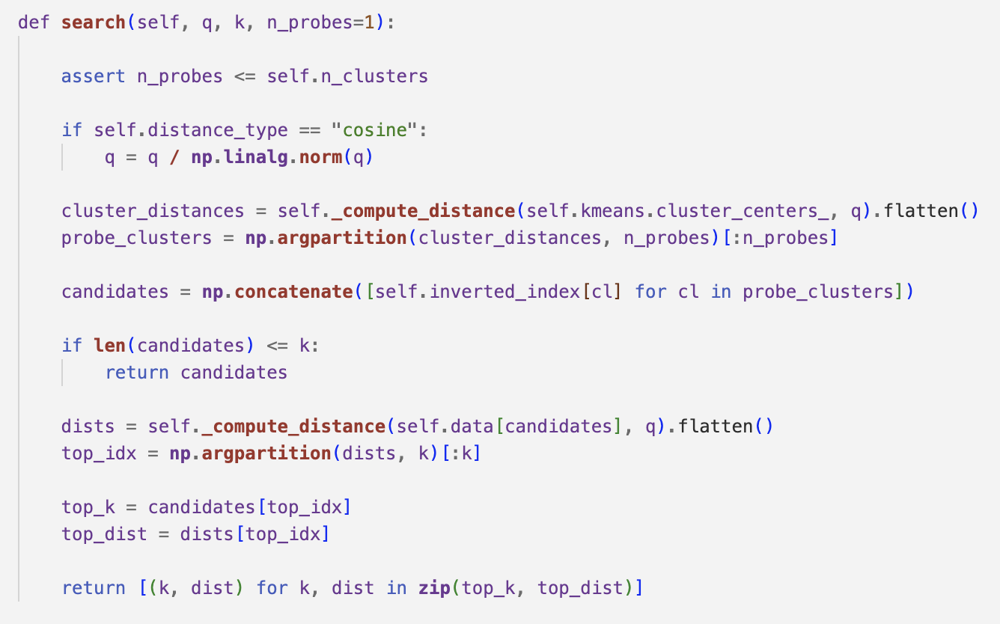 def search(self, q, k, n_probes=1):
assert n_probes <= self.n_clusters
if self.distance_type == "cosine":
q = q / np.linalg.norm(q)
cluster_distances = self._compute_distance(self.kmeans.cluster_centers_, q).flatten()
probe_clusters = np.argpartition(cluster_distances, n_probes)[:n_probes]
candidates = np.concatenate([self.inverted_index[cl] for cl in probe_clusters])
if len(candidates) <= k:
return candidates
dists = self._compute_distance(self.data[candidates], q).flatten()
top_idx = np.argpartition(dists, k)[:k]
top_k = candidates[top_idx]
top_dist = dists[top_idx]
return [(k, dist) for k, dist in zip(top_k, top_dist)]